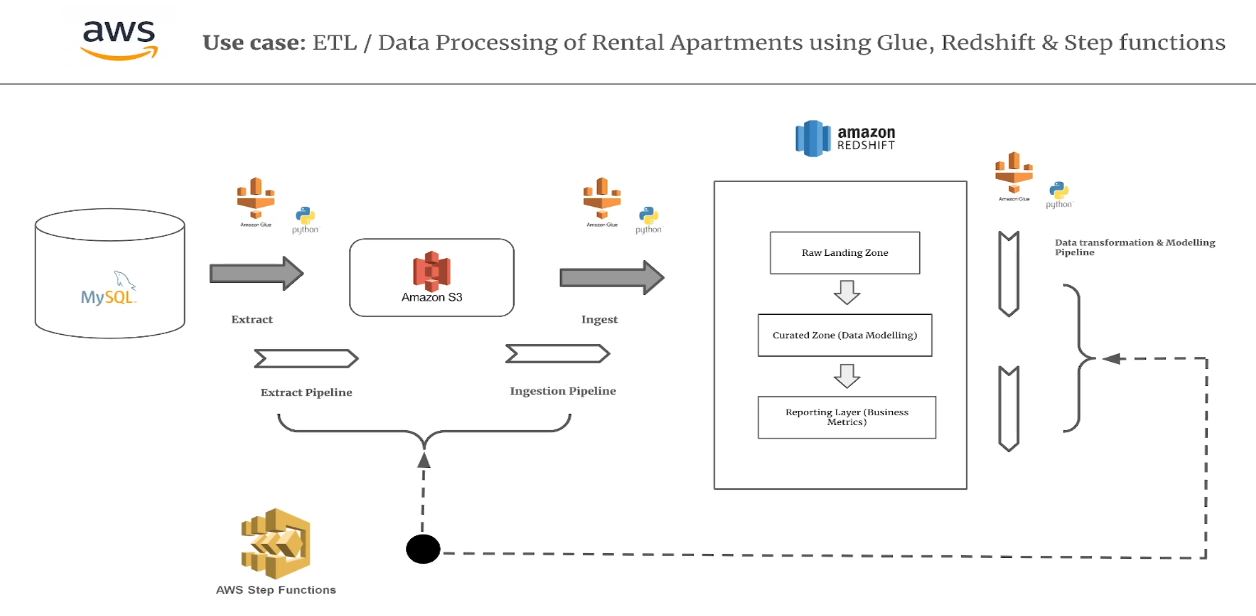 aws
Use case: ETL / Data Processing of Rental Apartments using Glue, Redshift & Step functions
amazon
REDSHIFT
Amazon Glue
python
Amazon Glue
python
Amazon Glue
python
MySQL
Amazon S3
Extract
Ingest
Extract Pipeline
Ingestion Pipeline
Raw Landing Zone
Curated Zone (Data Modelling)
Reporting Layer (Business
Metrics)
Data transformation & Modelling
Pipeline
AWS Step Functions